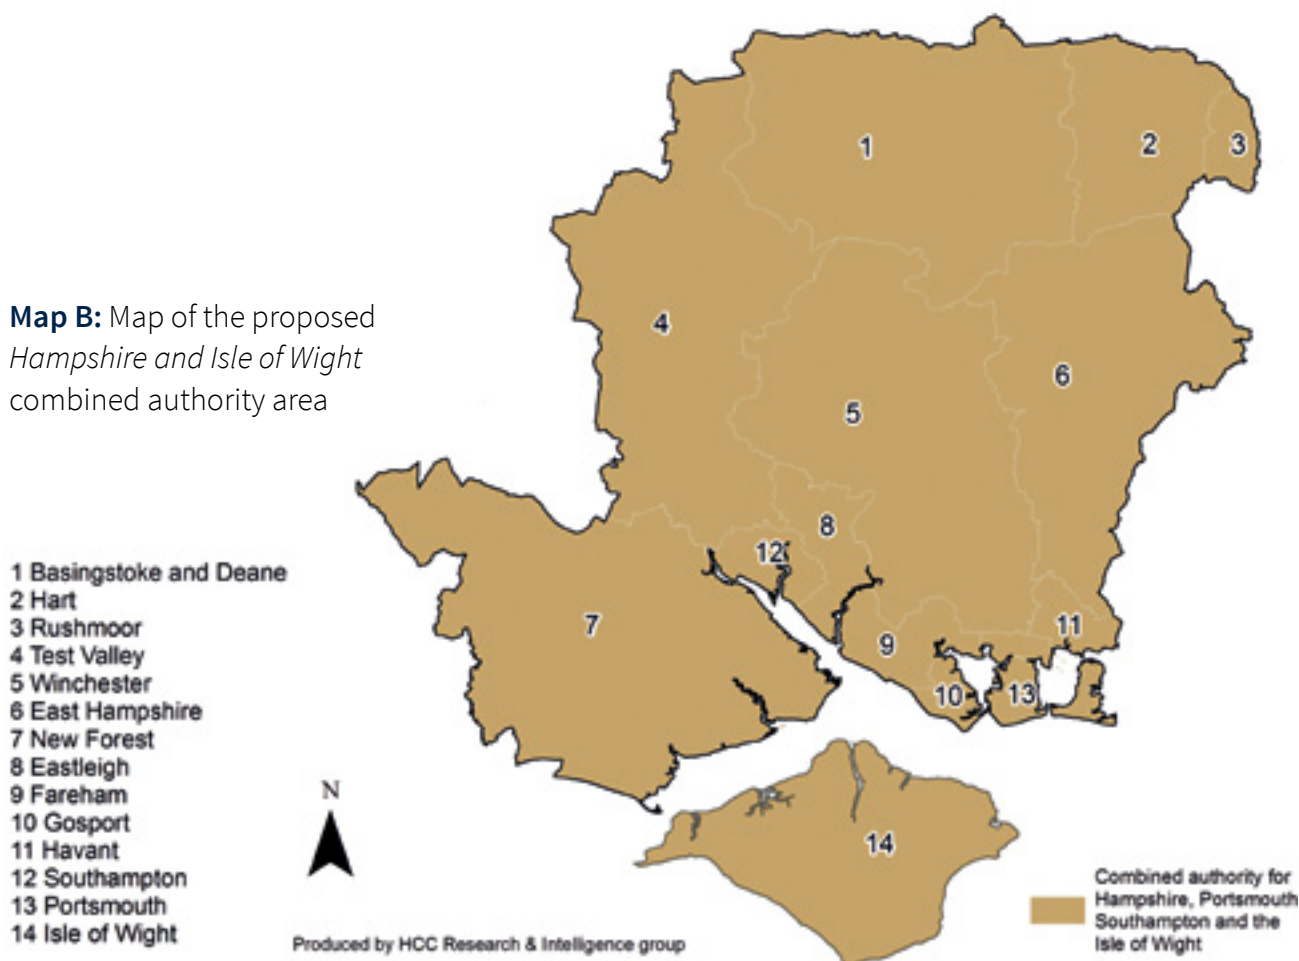 1
2
3
4
Map B: Map of the proposed
Hampshire and Isle of Wight
combined authority area
6
5
8
12
7
11
9
10
13
14
1 Basingstoke and Deane
2 Hart
3 Rushmoor
4 Test Valley
5 Winchester
6 East Hampshire
7 New Forest
8 Eastleigh
9 Fareham
10 Gosport
11 Havant
12 Southampton
13 Portsmouth
14 Isle of Wight
N
Produced by HCC Research & Intelligence group
Combined authority for
Hampshire, Portsmouth
Southampton and the
Isle of Wight